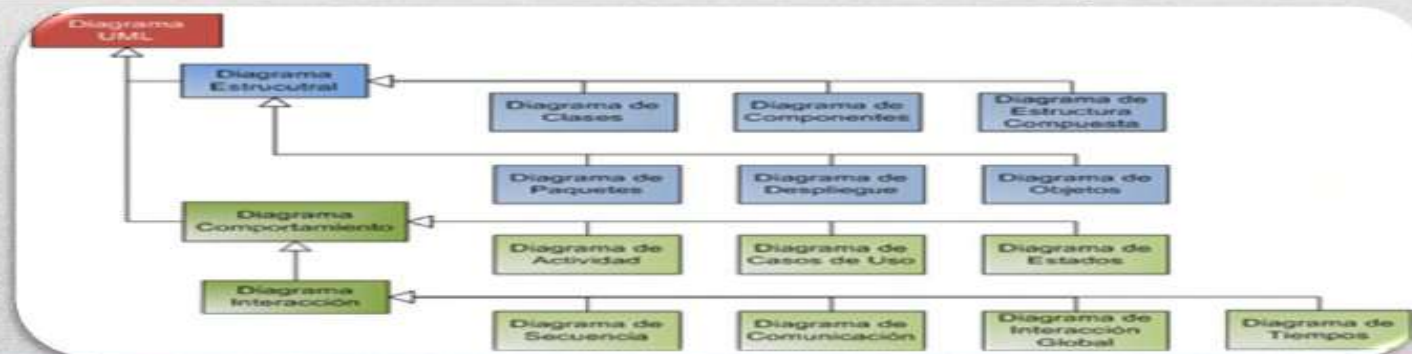 Diagrama
UML
Diagrama
Estrucutral
Diagrama de
Clases
Diagrama de
Componentes
Diagrama de
Estructura
Compuesta
Diagrama de
Paquetes
Diagrama de
Despliegue
Diagrama de
Objetos
Diagrama
Comportamiento
Diagrama de
Actividad
Diagrama de
Casos de Uso
Diagrama de
Estados
Diagrama
Interacción
Diagrama de
Secuencia
Diagrama de
Comunicación
Diagrama de
Interacción
Global
Diagrama de
Tiempos